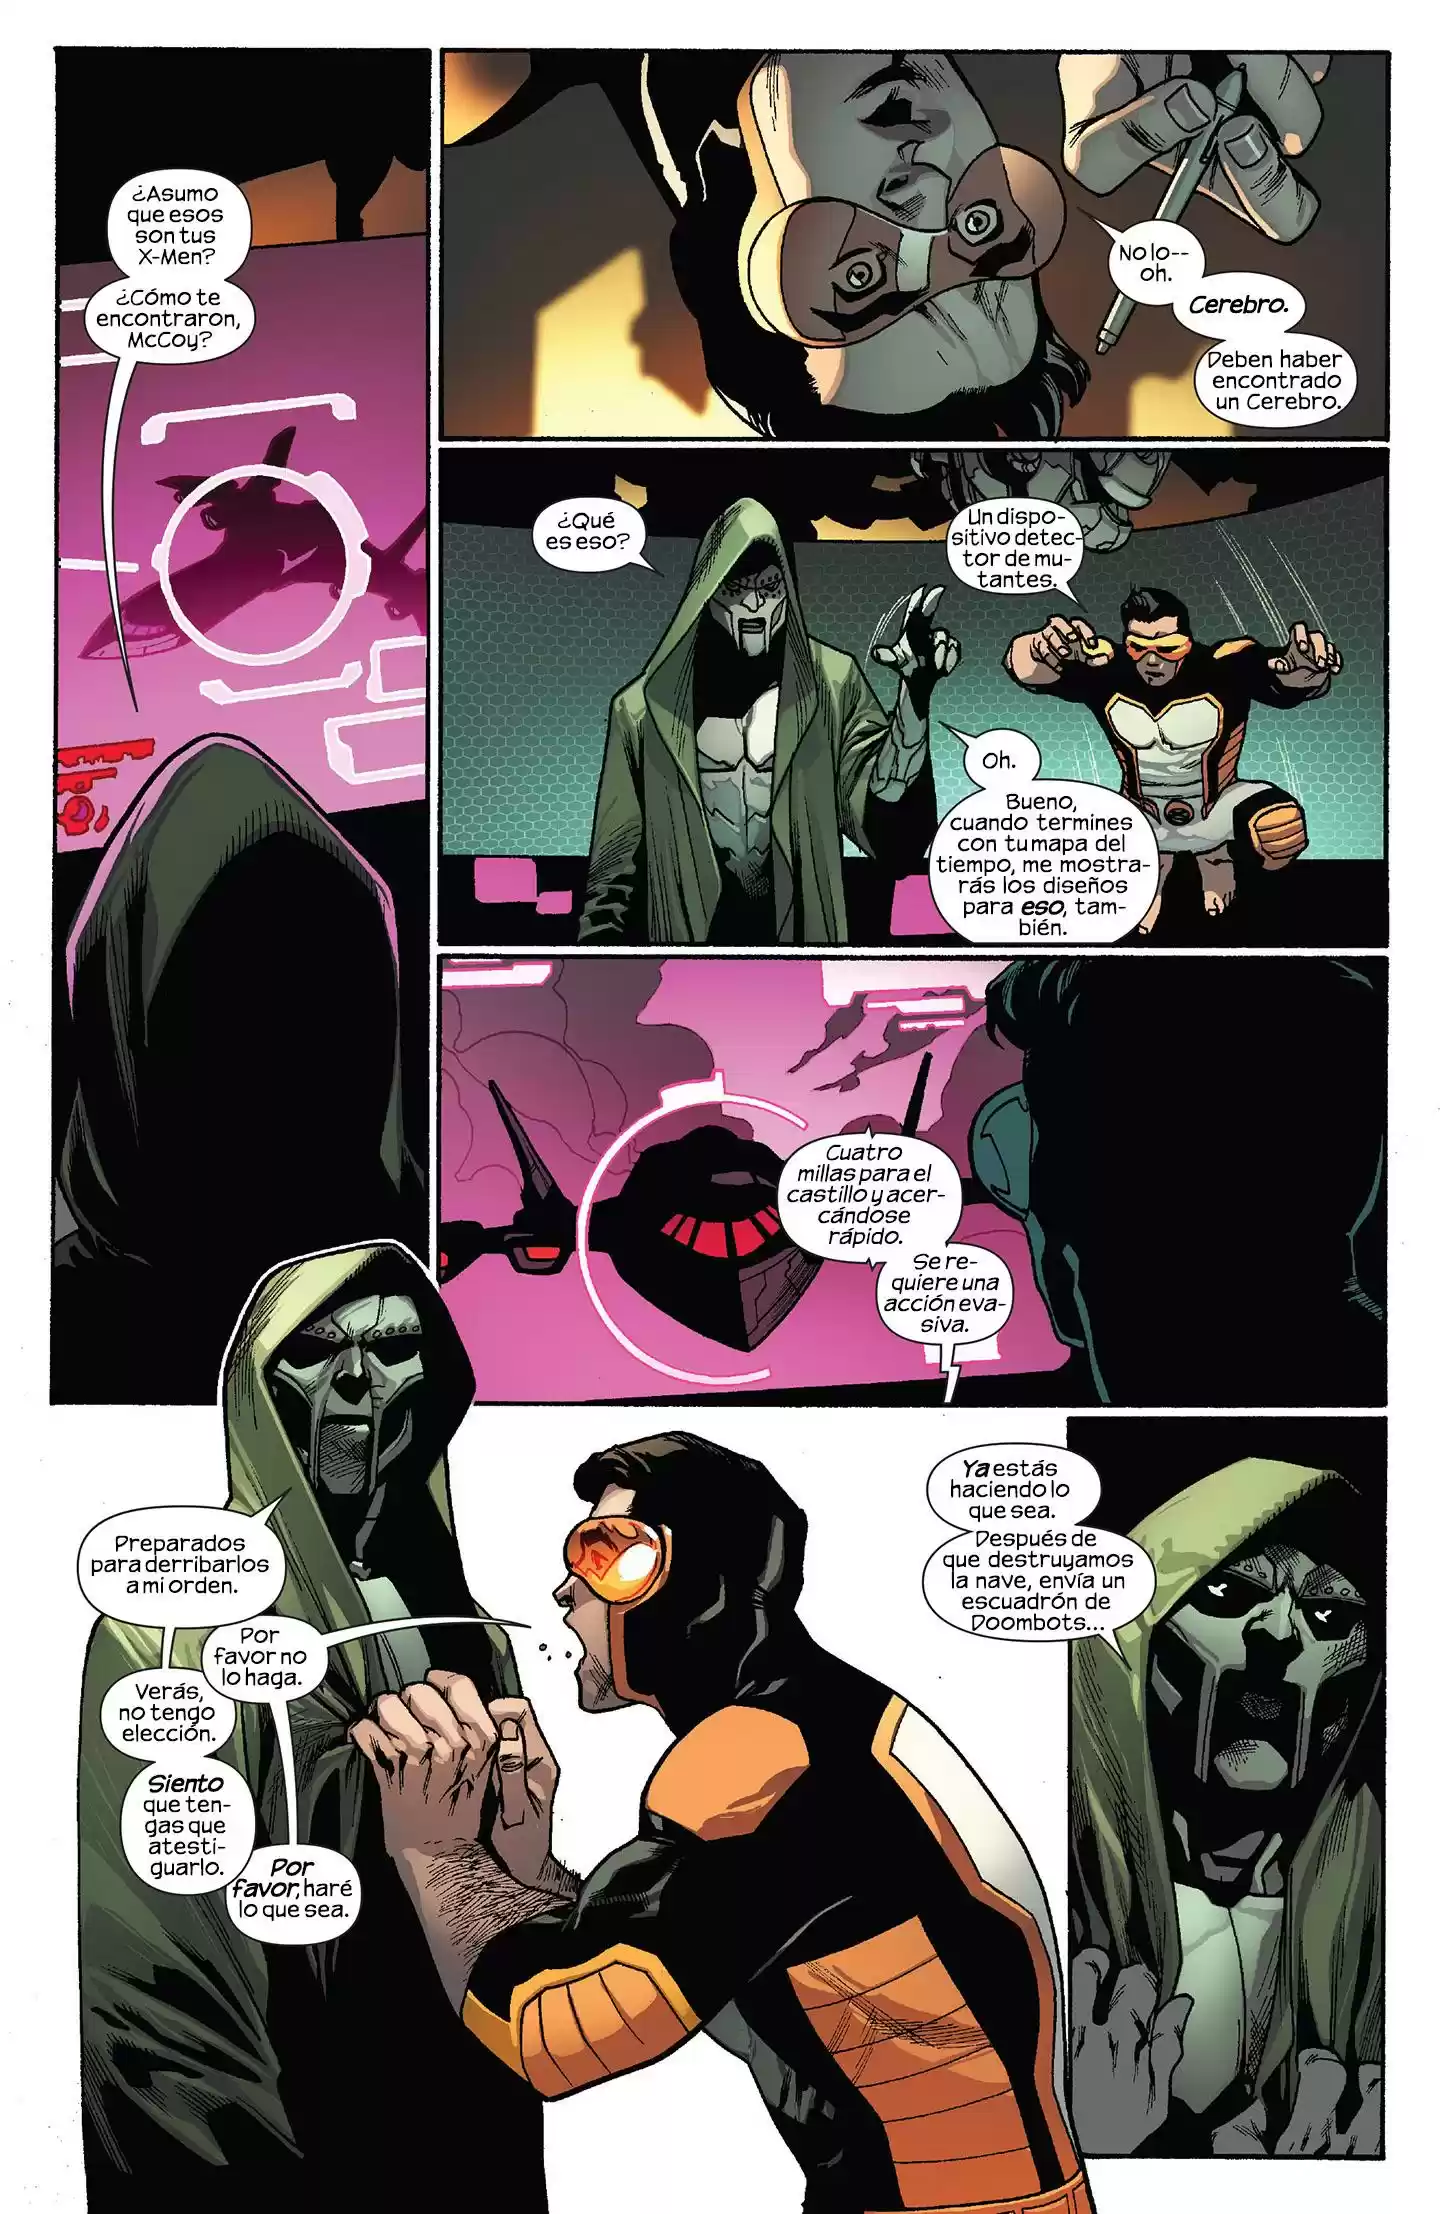 ¿Asumo
que esos
son tus
X-Men?
¿Cómo te
encontraron,
McCoy?
No lo--
oh.
Cerebro.
Deben haber
encontrado
un Cerebro.
¿Qué
es eso?
Un dispo-
sitivo detec-
tor de mu-
tantes.
Oh.
Bueno,
cuando termines
con tu mapa del
tiempo, me mostra-
rás los diseños
para eso, tam-
bién.
Cuatro
millas para el
castillo y acer-
cándose
rápido.
Se re-
quiere una
acción eva-
siva.
Preparados
para derribarlos
a mi orden.
Por
favor no
lo haga.
Verás,
no tengo
elección.
Siento
que ten-
gas que
atesti-
guarlo.
Por
favor, haré
lo que sea.
Ya estás
haciendo lo
que sea.
Después de
que destruyamos
la nave, envía un
escuadrón de
Doombots...